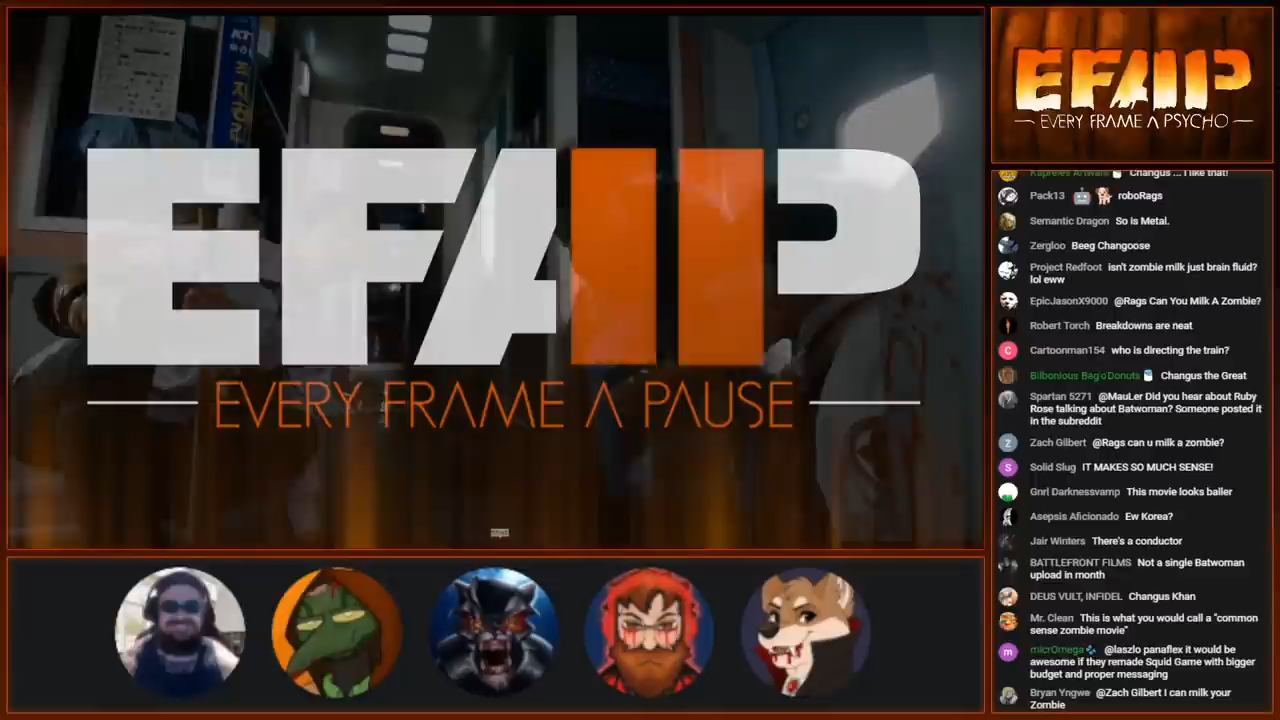 EFAP
EVERY FRAME A PAUSE
EFAP
EVERY FRAME A PSYCHO
Changus ... I like that!
Pack13 roboRags
Semantic Dragon So is Metal.
Zergloo Beeg Changoose
Project Redfoot isn't zombie milk just brain fluid?
lol eww
EpicJasonX9000 @Rags Can You Milk A Zombie?
Robert Torch Breakdowns are neat
C
Cartoonman154 who is directing the train?
Bilbonious BagoDonuts Changus the Great
Spartan 5271 @MauLer Did you hear about Ruby
Rose talking about Batwoman? Someone posted it
in the subreddit
Z
Zach Gilbert @Rags can u milk a zombie?
S
Solid Slug IT MAKES SO MUCH SENSE!
Gnrl Darknessvamp This movie looks baller
Asepsis Aficionado Ew Korea?
Jair Winters There's a conductor
BATTLEFRONT FILMS Not a single Batwoman
upload in month
DEUS VULT, INFIDEL Changus Khan
Mr. Clean This is what you would call a "common
sense zombie movie"
m
micrOmega @laszlo panaflex it would be
awesome if they remade Squid Game with bigger
budget and proper messaging
Bryan Yngwe @Zach Gilbert I can milk your
Zombie